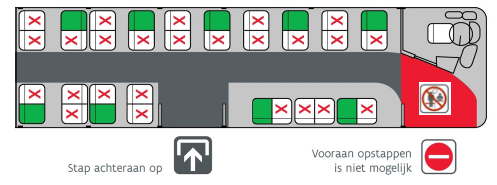 Stap achteraan op
Vooraan opstappen
is niet mogelijk